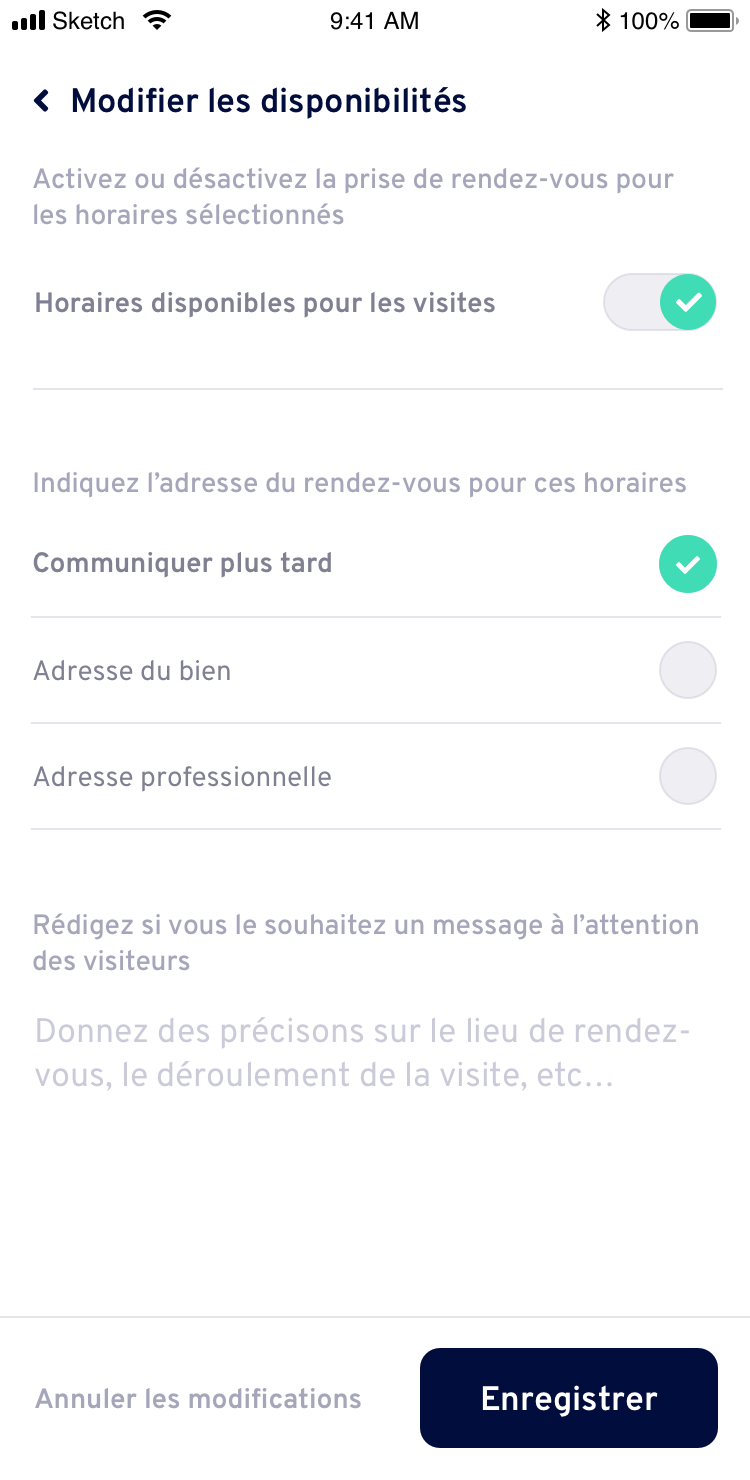 Sketch 9:41 AM 100%
Modifier les disponibilités
Activez ou désactivez la prise de rendez-vous pour
les horaires sélectionnés
Horaires disponibles pour les visites
Indiquez l’adresse du rendez-vous pour ces horaires
Communiquer plus tard
Adresse du bien
Adresse professionnelle
Rédigez si vous le souhaitez un message à l’attention
des visiteurs
Donnez des précisons sur le lieu de rendez-
vous, le déroulement de la visite, etc...
Annuler les modifications
Enregistrer